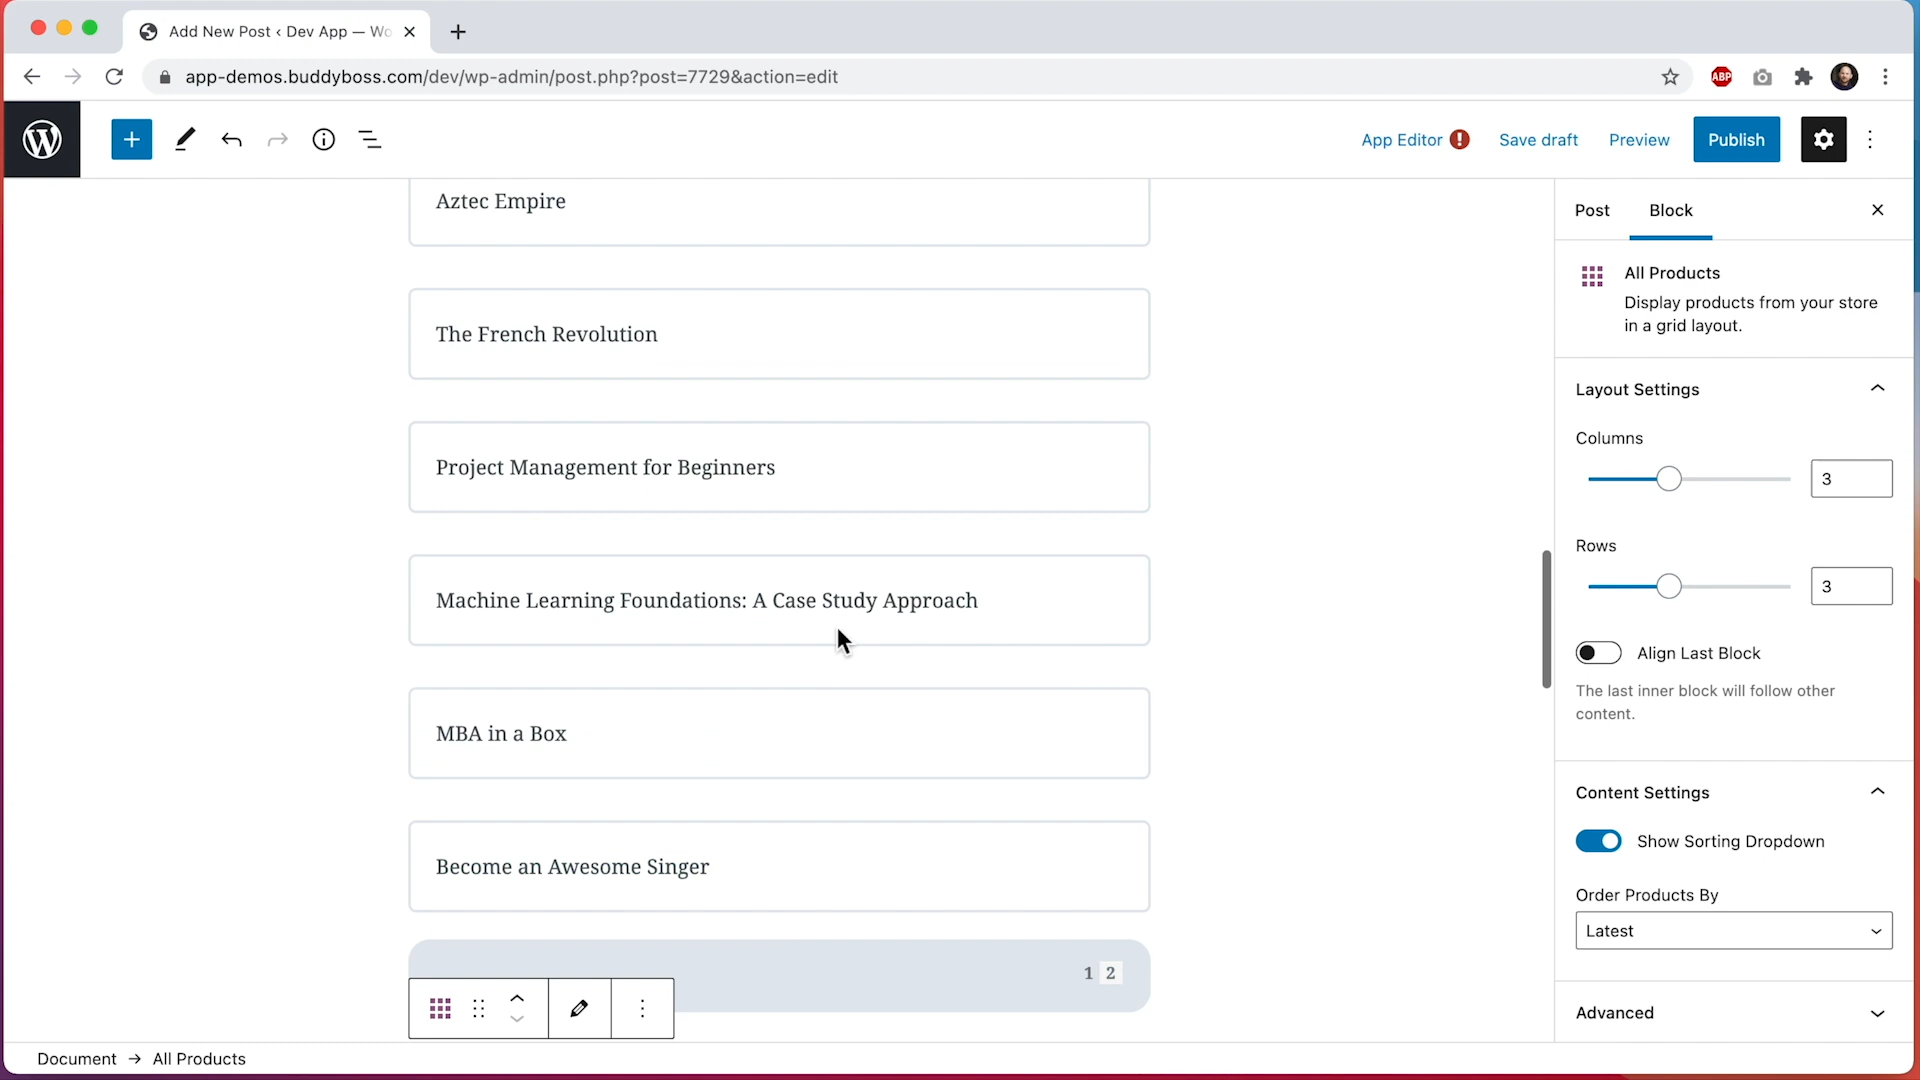 Add New Post ‹ Dev App — Wo
app-demos.buddyboss.com/dev/wp-admin/post.php?post=7729&action=edit
ABP
App Editor
Save draft
Preview
Publish
Aztec Empire
The French Revolution
Project Management for Beginners
Machine Learning Foundations: A Case Study Approach
MBA in a Box
Become an Awesome Singer
1 2
Post
Block
All Products
Display products from your store
in a grid layout.
Layout Settings
Columns
3
Rows
3
Align Last Block
The last inner block will follow other
content.
Content Settings
Show Sorting Dropdown
Order Products By
Latest
Advanced
Document → All Products